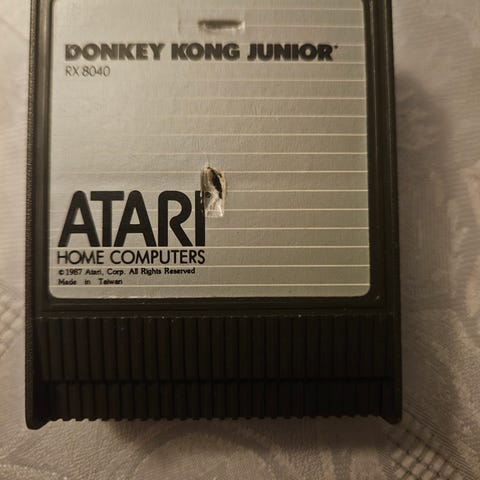 DONKEY KONG JUNIOR
RX 8040
ATARI
HOME COMPUTERS
© 1987 Atari, Corp. All Rights Reserved
Made in Taiwan